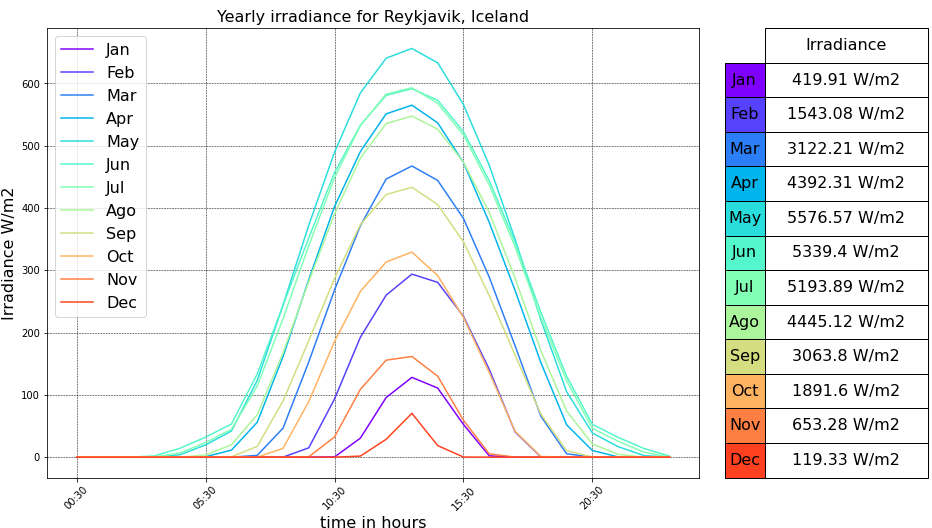 Yearly irradiance for Reykjavik, Iceland
Irradiance W/m2
600
500
400
300
200
100
0
Jan
Feb
Mar
Apr
May
Jun
Jul
Ago
Sep
Oct
Nov
Dec
00:30
05:30
10:30
15:30
20:30
time in hours
Irradiance
Jan 419.91 W/m2
Feb 1543.08 W/m2
Mar 3122.21 W/m2
Apr 4392.31 W/m2
May 5576.57 W/m2
Jun 5339.4 W/m2
Jul 5193.89 W/m2
Ago 4445.12 W/m2
Sep 3063.8 W/m2
Oct 1891.6 W/m2
Nov 653.28 W/m2
Dec 119.33 W/m2